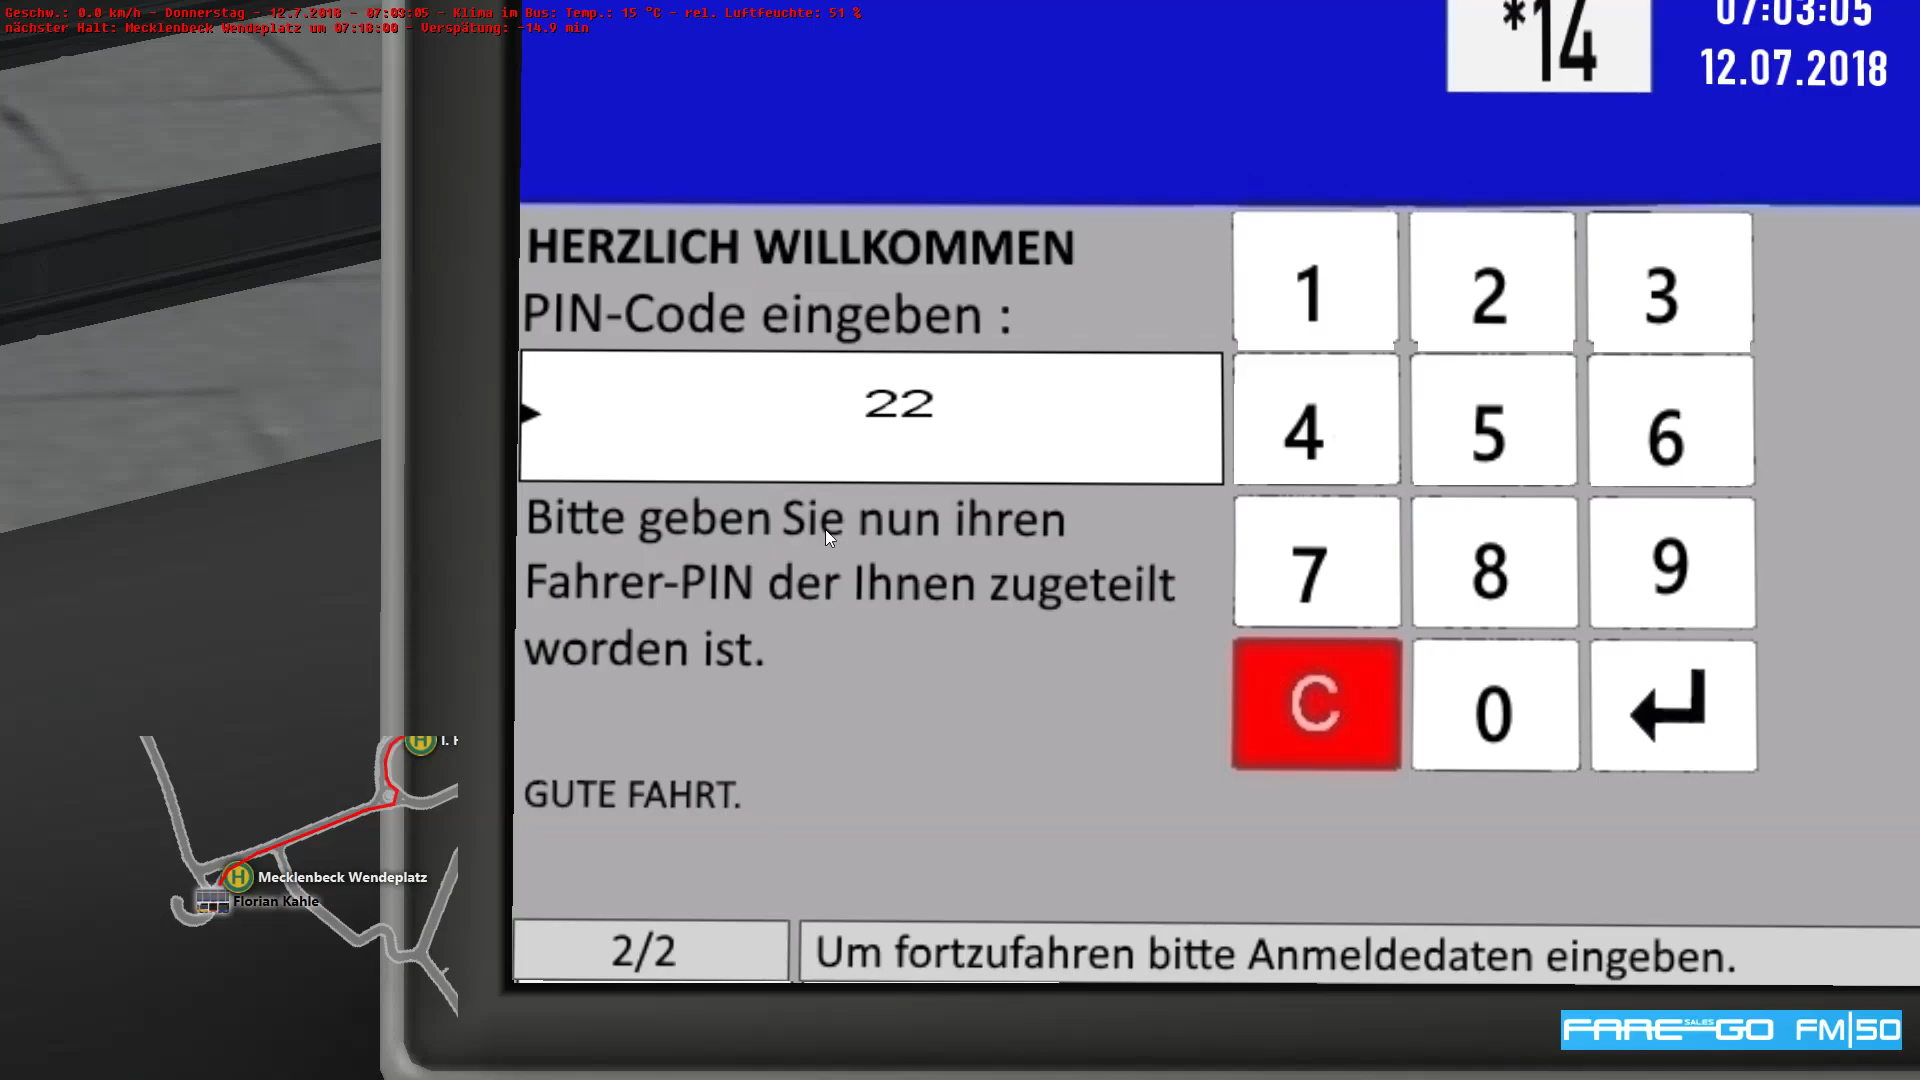 Geschw.: 0.0 km/h - Donnerstag - 12.7.2018 - 07:03:05 - Klima im Bus: Temp.: 15 °C - rel. Luftfeuchte: 51 %
nächster Halt: Mecklenbeck Wendeplatz um 07:18:00 - Verspätung: -14.9 min
*14
07:03:05
12.07.2018
HERZLICH WILLKOMMEN
PIN-Code eingeben :
22
Bitte geben Sie nun ihren
Fahrer-PIN der Ihnen zugeteilt
worden ist.
GUTE FAHRT.
1 2 3
4 5 6
7 8 9
C 0
H
H Mecklenbeck Wendeplatz
Florian Kahle
2/2
Um fortzufahren bitte Anmeldedaten eingeben.
FARE SALES GO FM|50